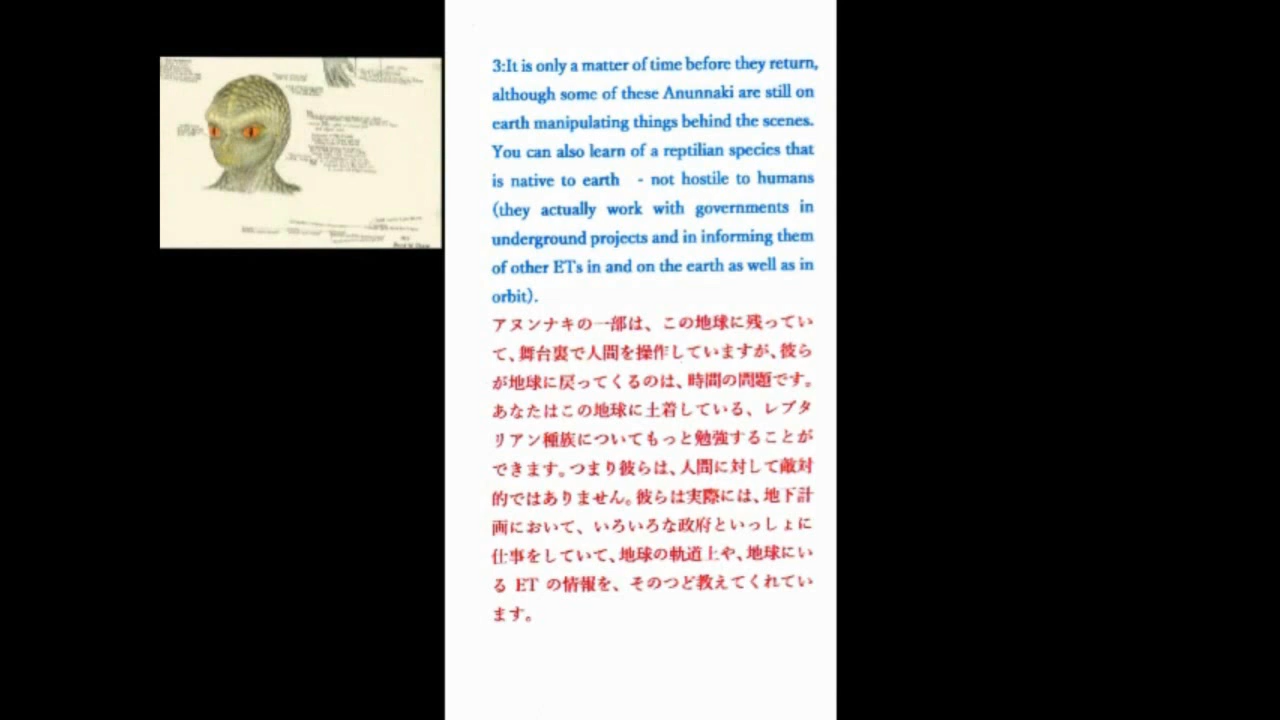 3:It is only a matter of time before they return,
although some of these Anunnaki are still on
earth manipulating things behind the scenes.
You can also learn of a reptilian species that
is native to earth - not hostile to humans
(they actually work with governments in
underground projects and in informing them
of other ETs in and on the earth as well as in
orbit).
アヌンナキの一部は、この地球に残ってい
て、舞台裏で人間を操作していますが、彼ら
が地球に戻ってくるのは、時間の問題です。
あなたはこの地球に土着している、レプタ
リアン種族についてもっと勉強することが
できます。つまり彼らは、人間に対して敵対
的ではありません。彼らは実際には、地下計
画において、いろいろな政府といっしょに
仕事をしていて、地球の軌道上や、地球にい
る ET の情報を、そのつど教えてくれてい
ます。